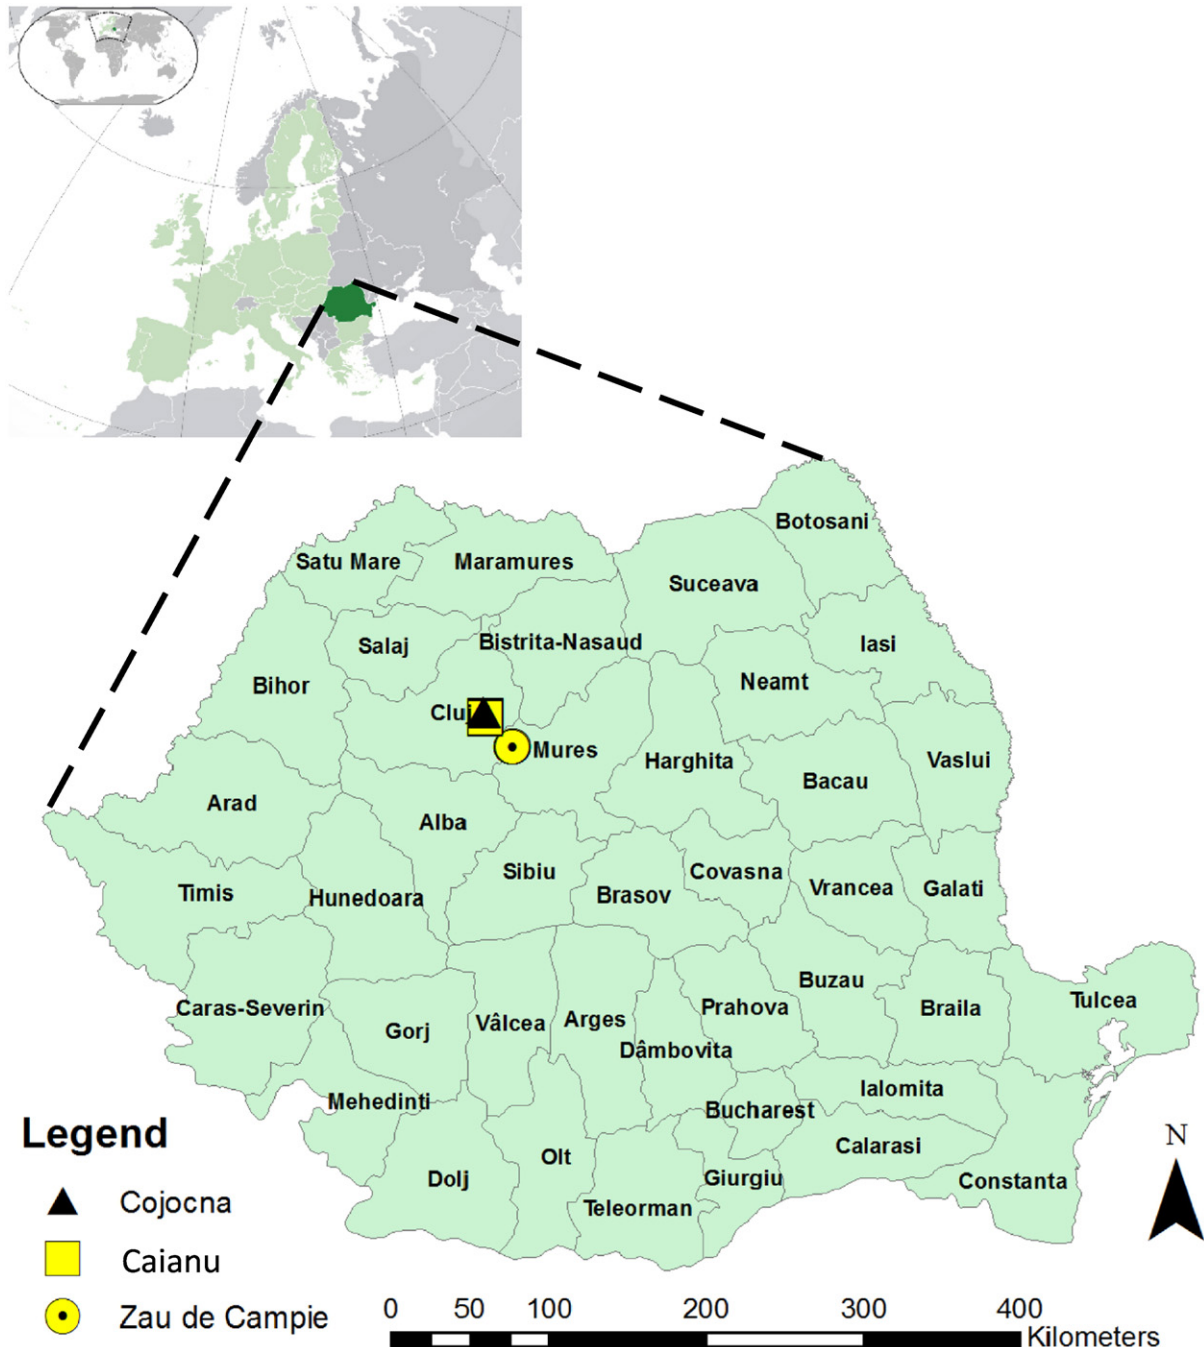 Botosani
Satu Mare
Maramures
Suceava
Salaj
Bistrita-Nasaud
Iasi
Bihor
Neamt
Cluj
Mures
Harghita
Vaslui
Bacau
Arad
Alba
Sibiu
Covasna
Timis
Hunedoara
Brasov
Vrancea
Galati
Caras-Severin
Gorj
Vâlcea
Arges
Prahova
Buzau
Braila
Tulcea
Dâmbovita
Mehedinti
Bucharest
Ialomita
Calarasi
Dolj
Olt
Giurgiu
Teleorman
Constanta
N
Legend
Cojocna
Caianu
Zau de Campie
0 50 100 200 300 400
Kilometers